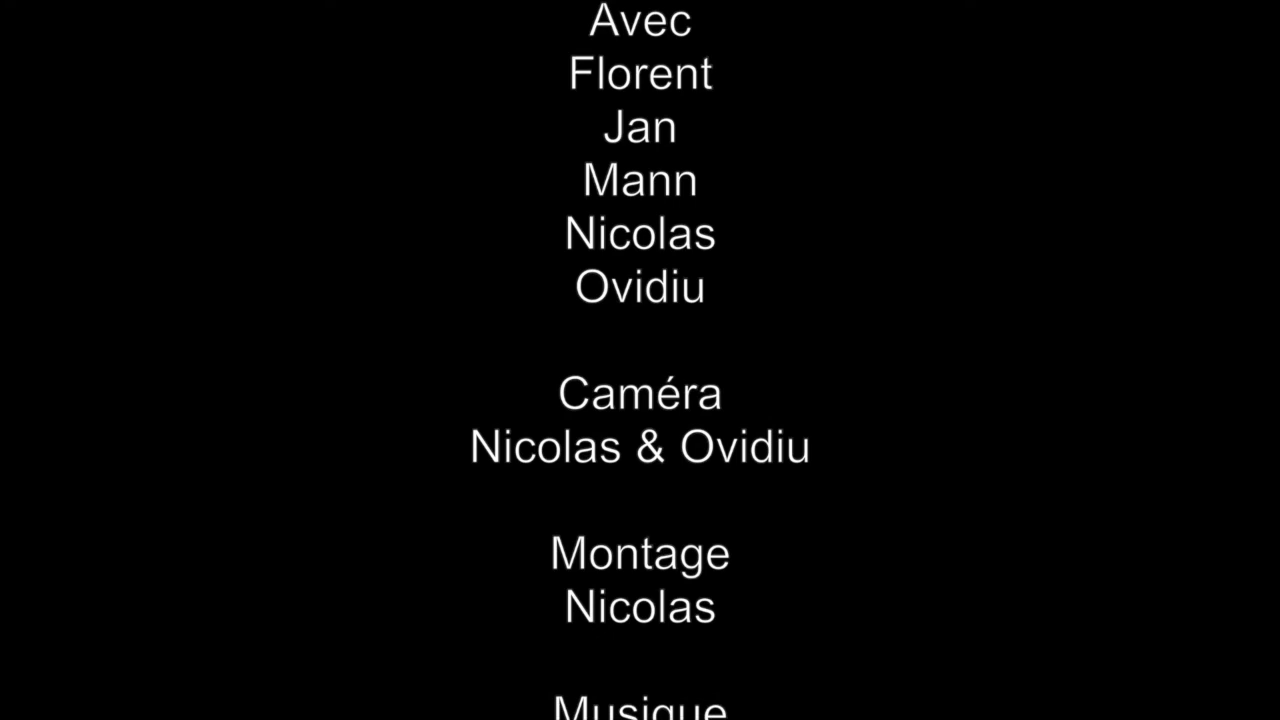 Avec
Florent
Jan
Mann
Nicolas
Ovidiu
Caméra
Nicolas & Ovidiu
Montage
Nicolas
Musique